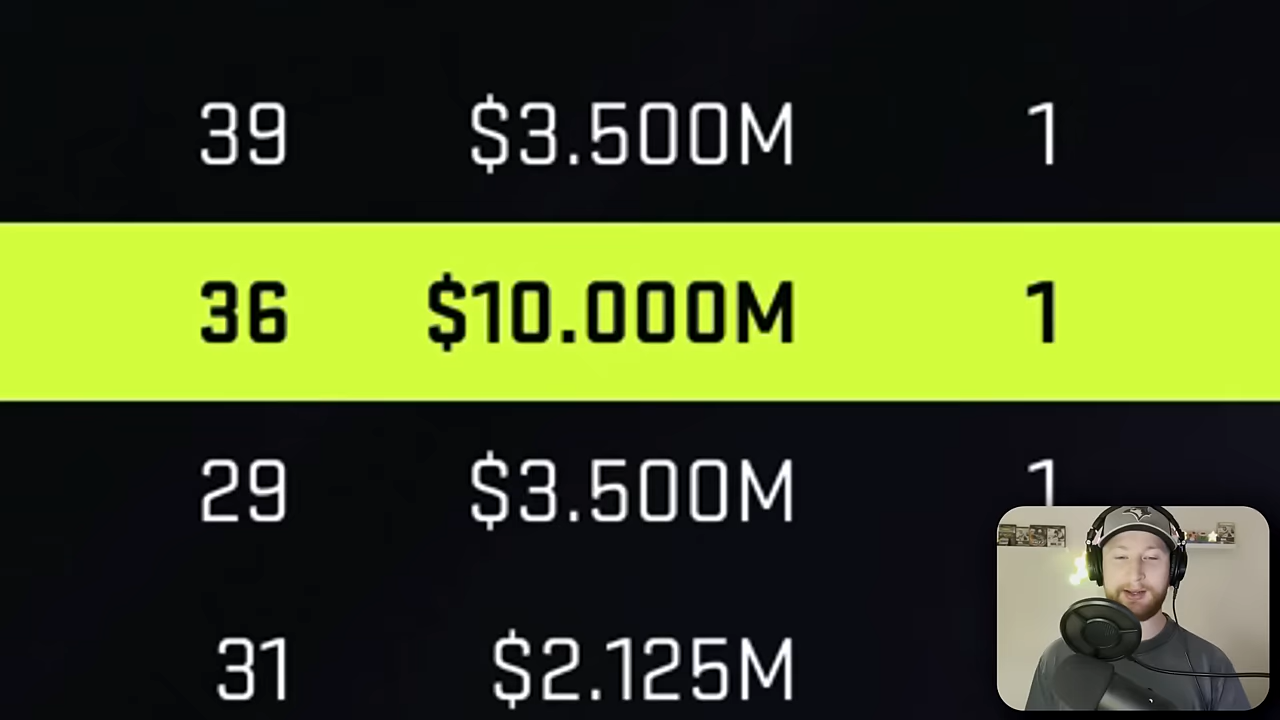 39 $3.500M 1
36 $10.000M 1
29 $3.500M 1
31 $2.125M